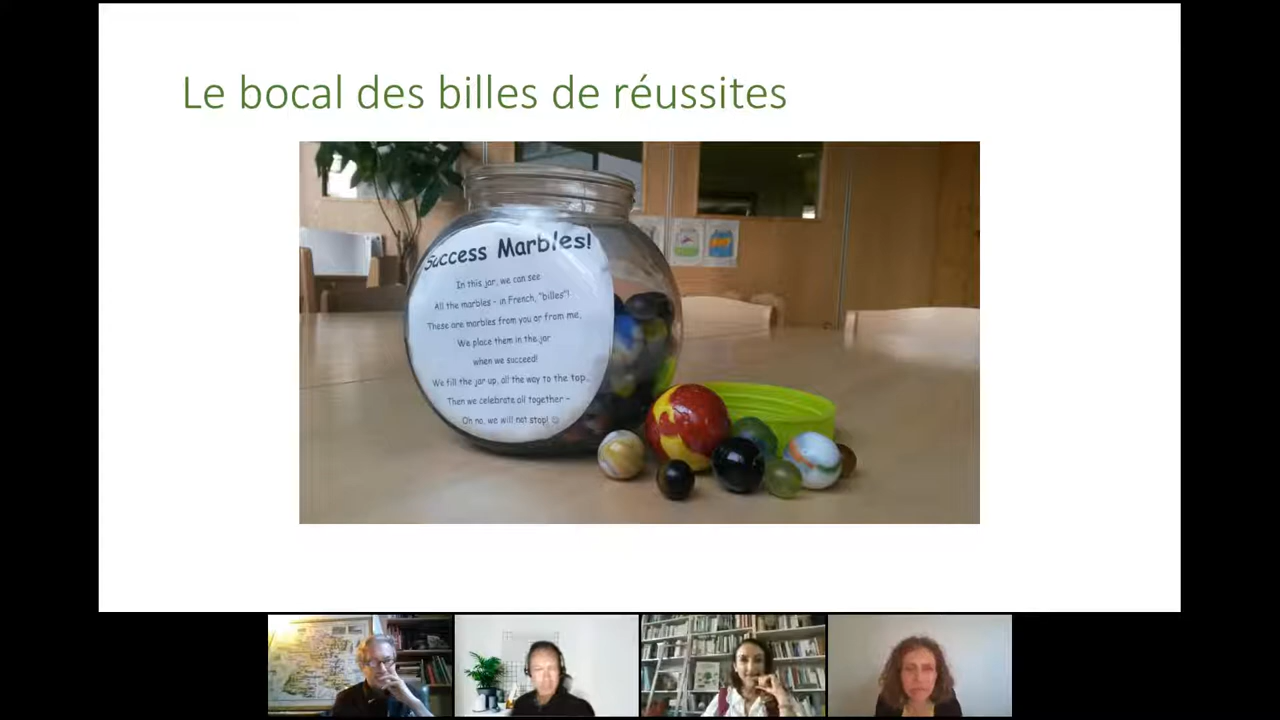 Le bocal des billes de réussites
Success Marbles!
In this jar, we can see
All the marbles - in French, "billes"!
These are marbles from you or from me,
We place them in the jar
when we succeed!
We fill the jar up, all the way to the top...
Then we celebrate all together -
Oh no, we will not stop! ☺